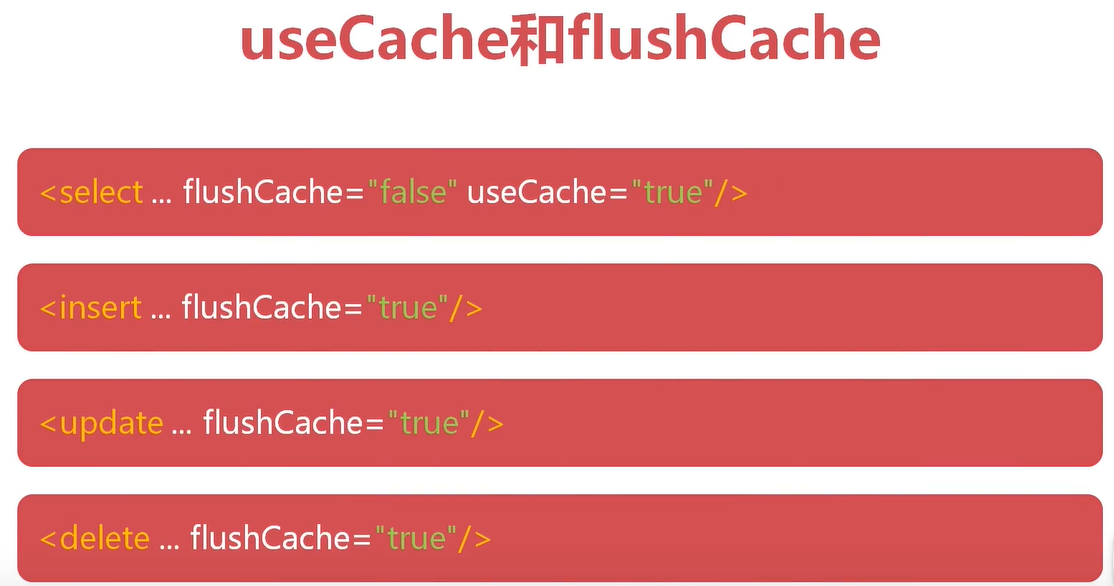 useCache和flushCache
<select ... flushCache="false" useCache="true"/>
<insert ... flushCache="true"/>
<update ... flushCache="true"/>
<delete ... flushCache="true"/>